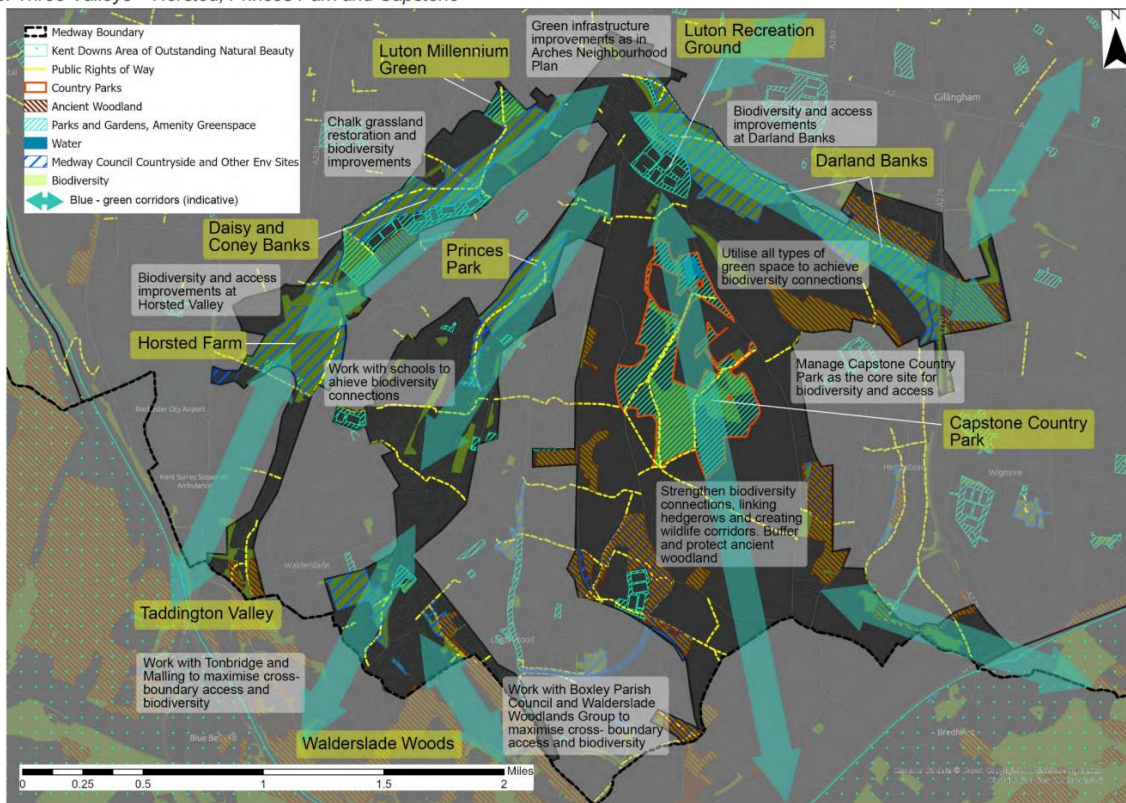 Three Valleys - Horsted, Princes Park and Capstone
Medway Boundary
Kent Downs Area of Outstanding Natural Beauty
Public Rights of Way
Country Parks
Ancient Woodland
Parks and Gardens, Amenity Greenspace
Water
Medway Council Countryside and Other Env Sites
Biodiversity
Blue - green corridors (indicative)
N
Luton Millennium
Green
Green infrastructure
improvements as in
Arches Neighbourhood
Plan
Luton Recreation
Ground
A289
A2
Gillingham
Chalk grassland
restoration and
biodiversity
improvements
Biodiversity and access
improvements
at Darland Banks
Darland Banks
A278
Daisy and
Coney Banks
Princes
Park
Utilise all types of
green space to achieve
biodiversity connections
Biodiversity and access
improvements at
Horsted Valley
Horsted Farm
Work with schools to
ahieve biodiversity
connections
Manage Capstone Country
Park as the core site for
biodiversity and access
Rochester City Airport
Capstone Country
Park
Kent Surrey Sussex Air
Ambulance
Hempstead
Wigmore
Strengthen biodiversity
connections, linking
hedgerows and creating
wildlife corridors. Buffer
and protect ancient
woodland
Walderslade
Taddington Valley
Work with Tonbridge and
Malling to maximise cross-
boundary access and
biodiversity
Work with Boxley Parish
Council and Walderslade
Woodlands Group to
maximise cross- boundary
access and biodiversity
Walderslade Woods
Miles
0 0.25 0.5 1 1.5 2